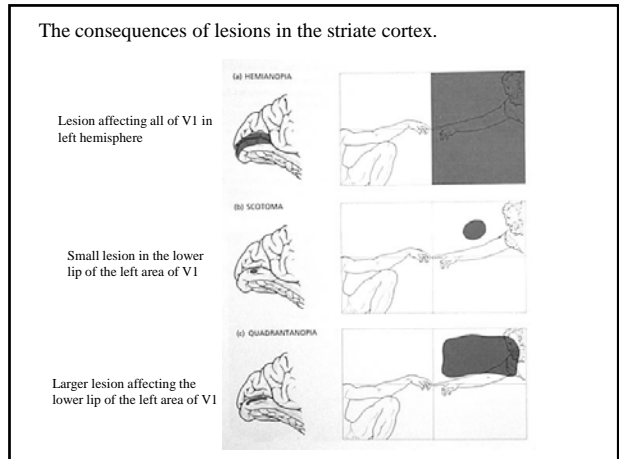 The consequences of lesions in the striate cortex.
(a) HEMIANOPIA
Lesion affecting all of V1 in
left hemisphere
(b) SCOTOMA
Small lesion in the lower
lip of the left area of V1
(c) QUADRANTANOPIA
Larger lesion affecting the
lower lip of the left area of V1